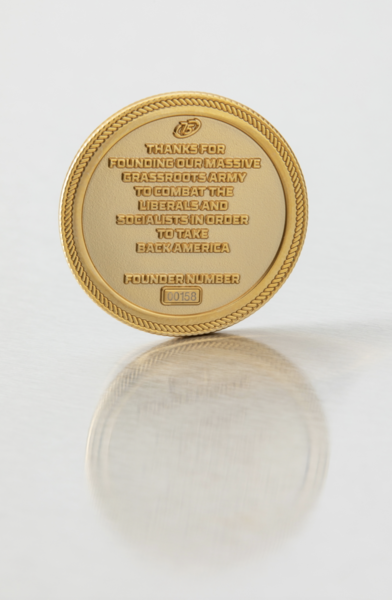 THANKS FOR
FOUNDING OUR MASSIVE
GRASSROOTS ARMY
TO COMBAT THE
LIBERALS AND
SOCIALISTS IN ORDER
TO TAKE
BACK AMERICA
FOUNDER NUMBER
00158